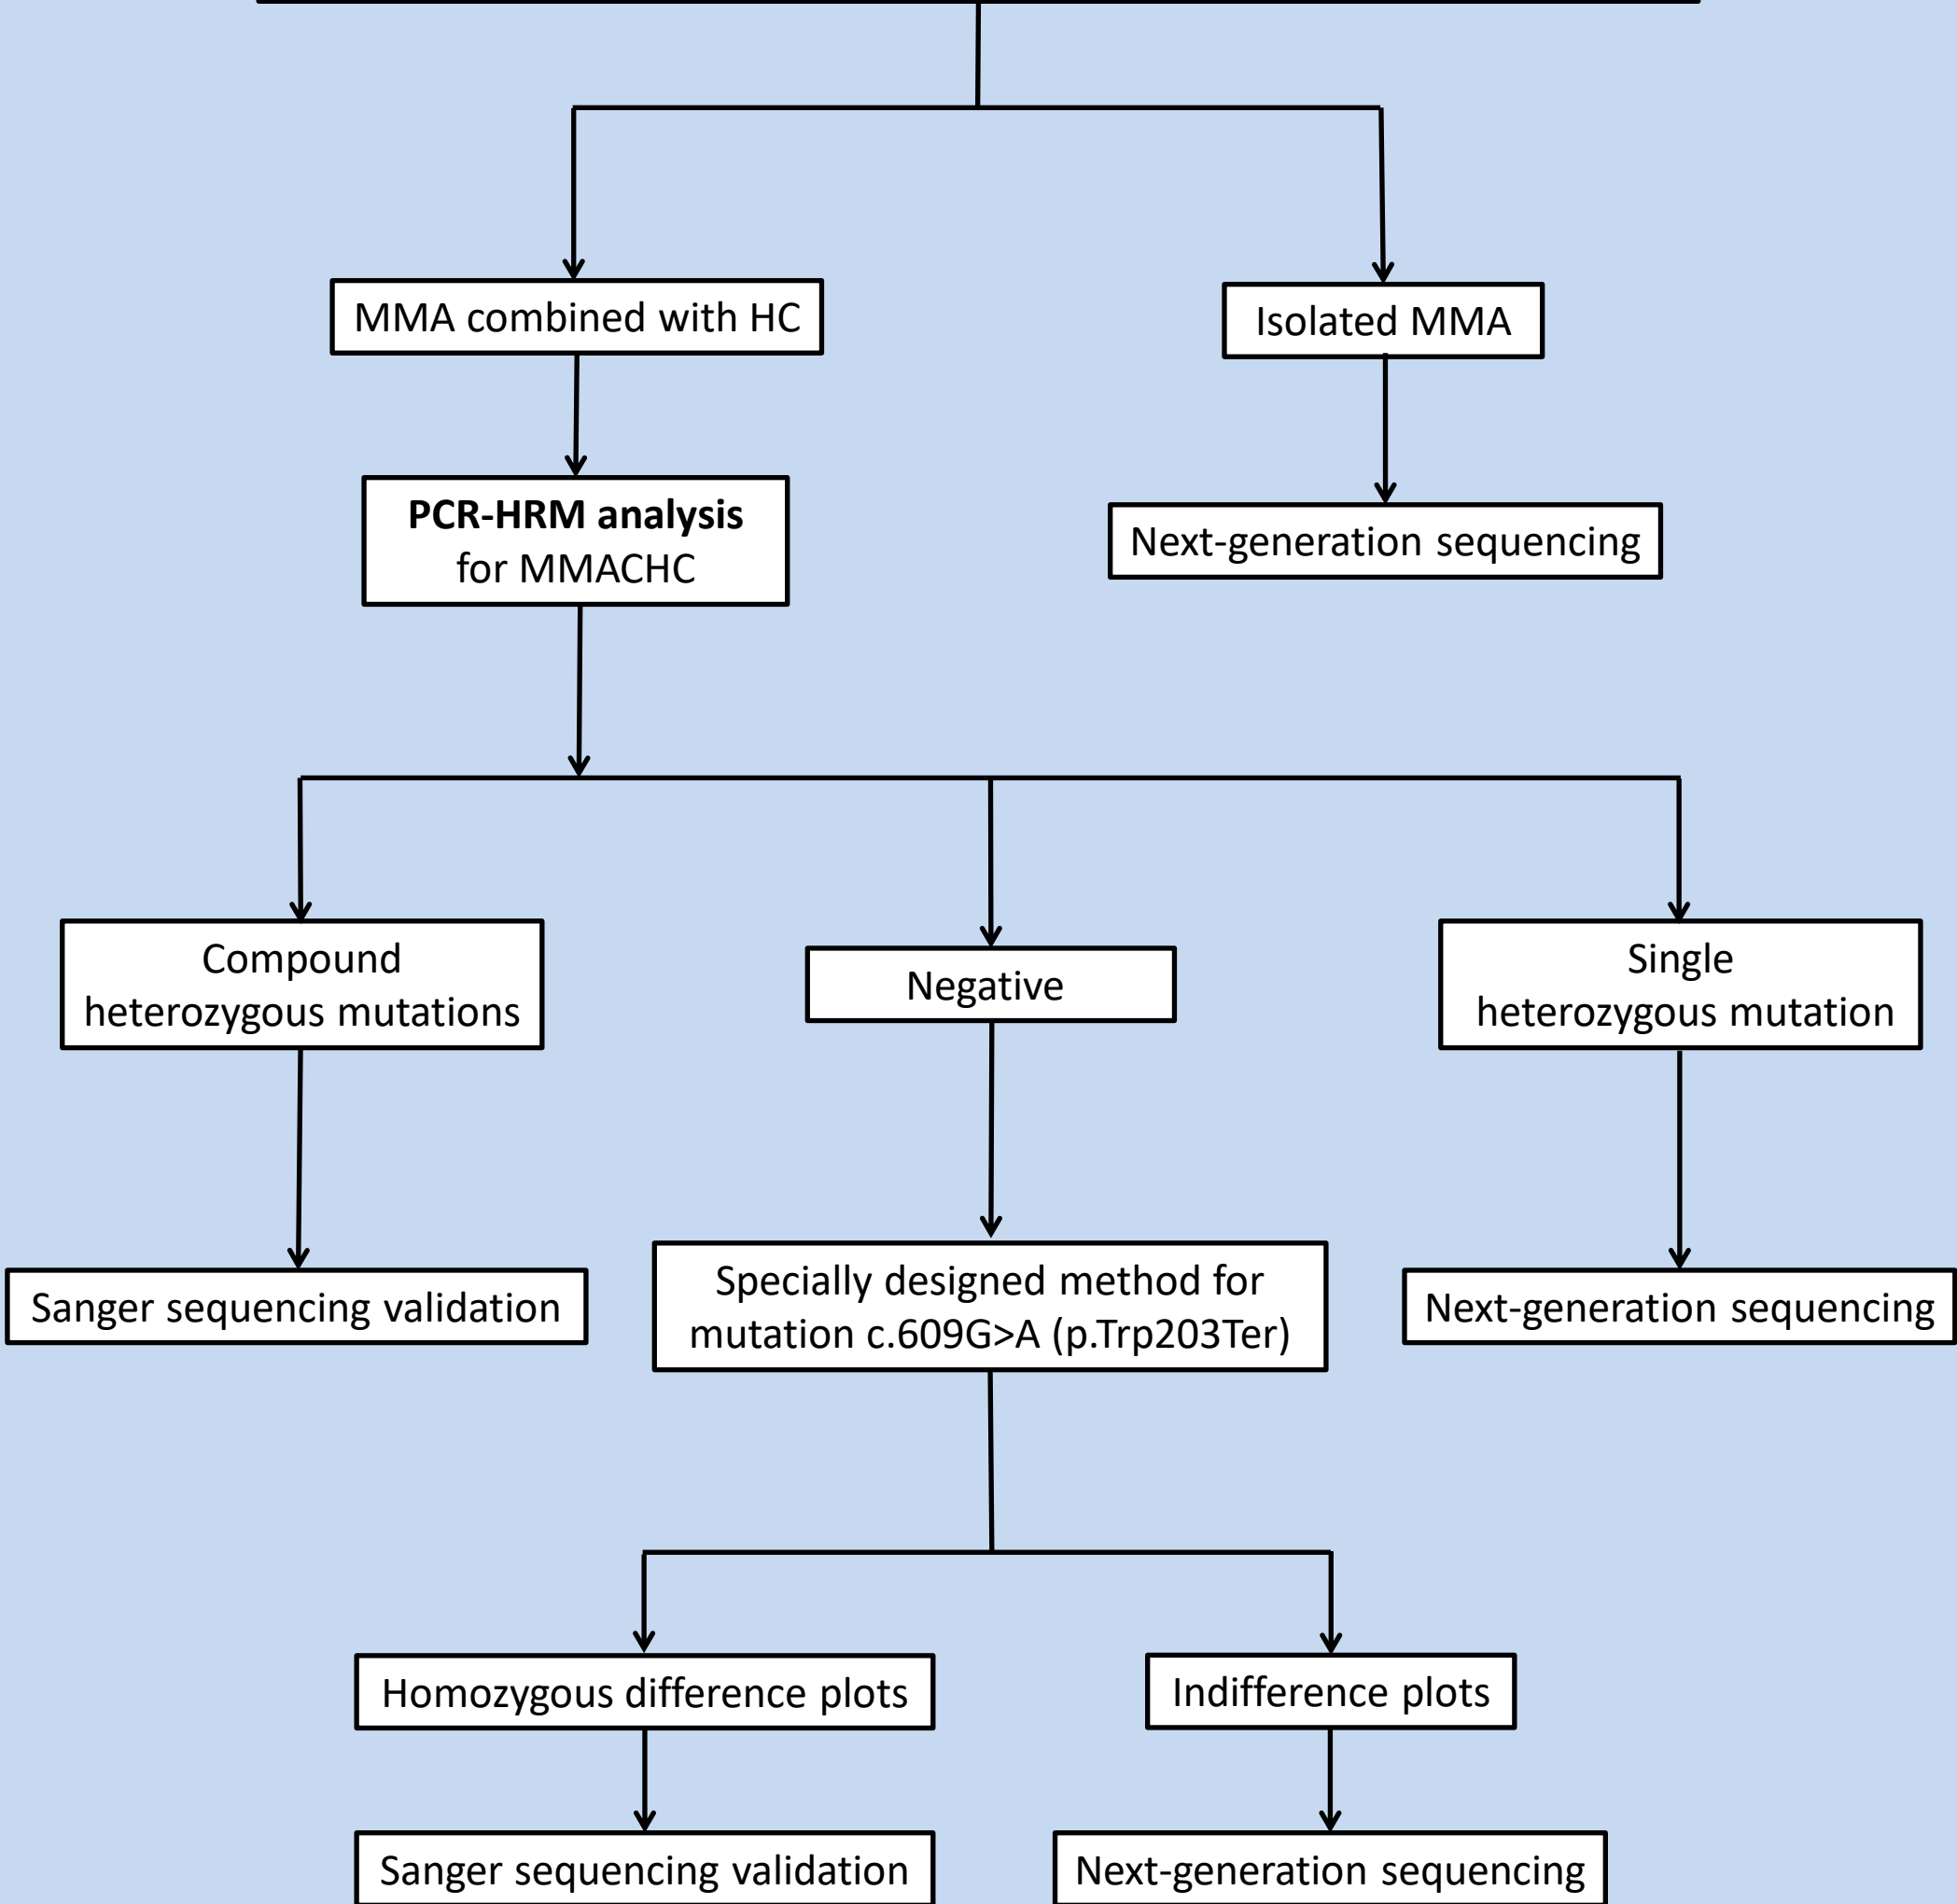 MMA combined with HC
Isolated MMA
PCR-HRM analysis
for MMACHC
Next-generation sequencing
Compound
heterozygous mutations
Negative
Single
heterozygous mutation
Sanger sequencing validation
Specially designed method for
mutation c.609G>A (p.Trp203Ter)
Next-generation sequencing
Homozygous difference plots
Indifference plots
Sanger sequencing validation
Next-generation sequencing